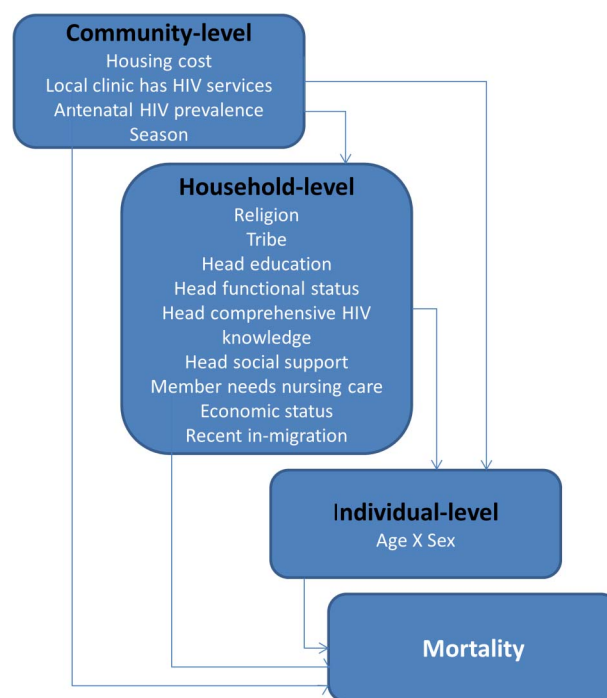 Community-level
Housing cost
Local clinic has HIV services
Antenatal HIV prevalence
Season
Household-level
Religion
Tribe
Head education
Head functional status
Head comprehensive HIV
knowledge
Head social support
Member needs nursing care
Economic status
Recent in-migration
Individual-level
Age X Sex
Mortality